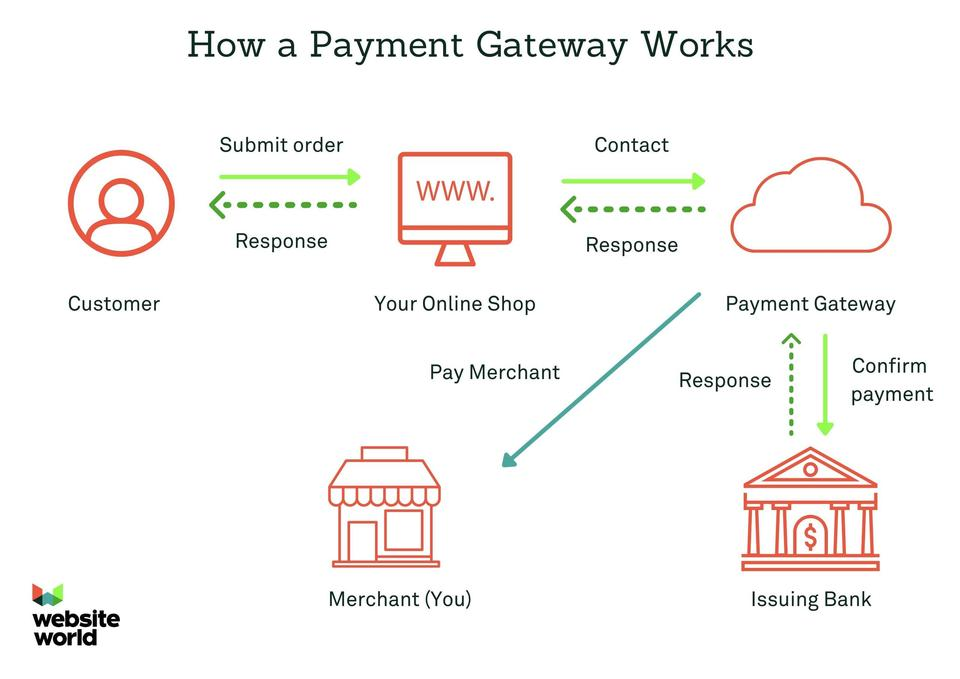 How a Payment Gateway Works
Submit order
Contact
WWW.
Response
Response
Customer
Your Online Shop
Payment Gateway
Pay Merchant
Response
Confirm
payment
$
Merchant (You)
Issuing Bank
website
world